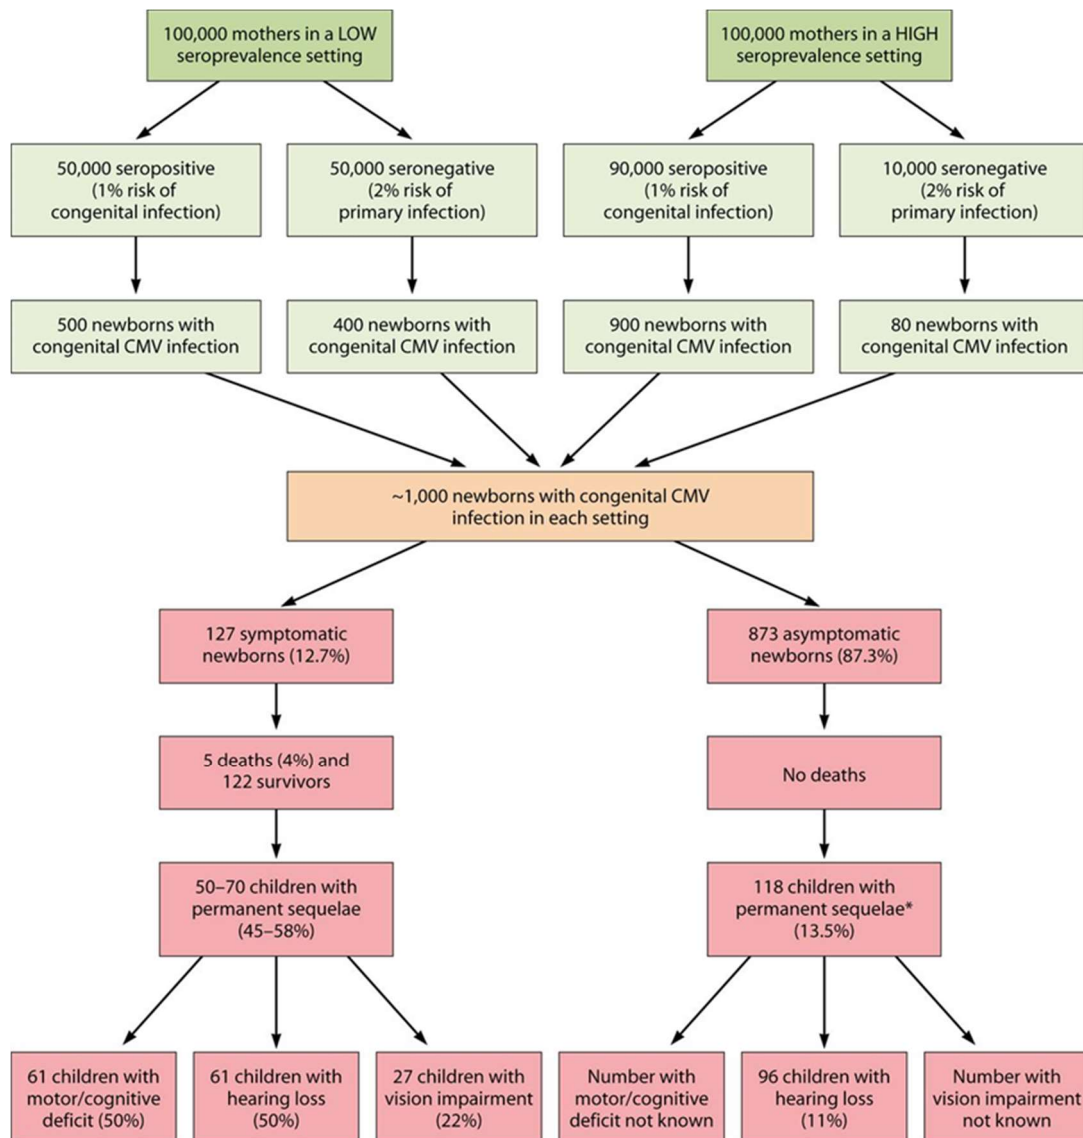 100,000 mothers in a LOW
seroprevalence setting
100,000 mothers in a HIGH
seroprevalence setting
50,000 seropositive
(1% risk of
congenital infection)
50,000 seronegative
(2% risk of
primary infection)
90,000 seropositive
(1% risk of
congenital infection)
10,000 seronegative
(2% risk of
primary infection)
500 newborns with
congenital CMV infection
400 newborns with
congenital CMV infection
900 newborns with
congenital CMV infection
80 newborns with
congenital CMV infection
~1,000 newborns with congenital CMV
infection in each setting
127 symptomatic
newborns (12.7%)
873 asymptomatic
newborns (87.3%)
5 deaths (4%) and
122 survivors
No deaths
50–70 children with
permanent sequelae
(45–58%)
118 children with
permanent sequelae*
(13.5%)
61 children with
motor/cognitive
deficit (50%)
61 children with
hearing loss
(50%)
27 children with
vision impairment
(22%)
Number with
motor/cognitive
deficit not known
96 children with
hearing loss
(11%)
Number with
vision impairment
not known